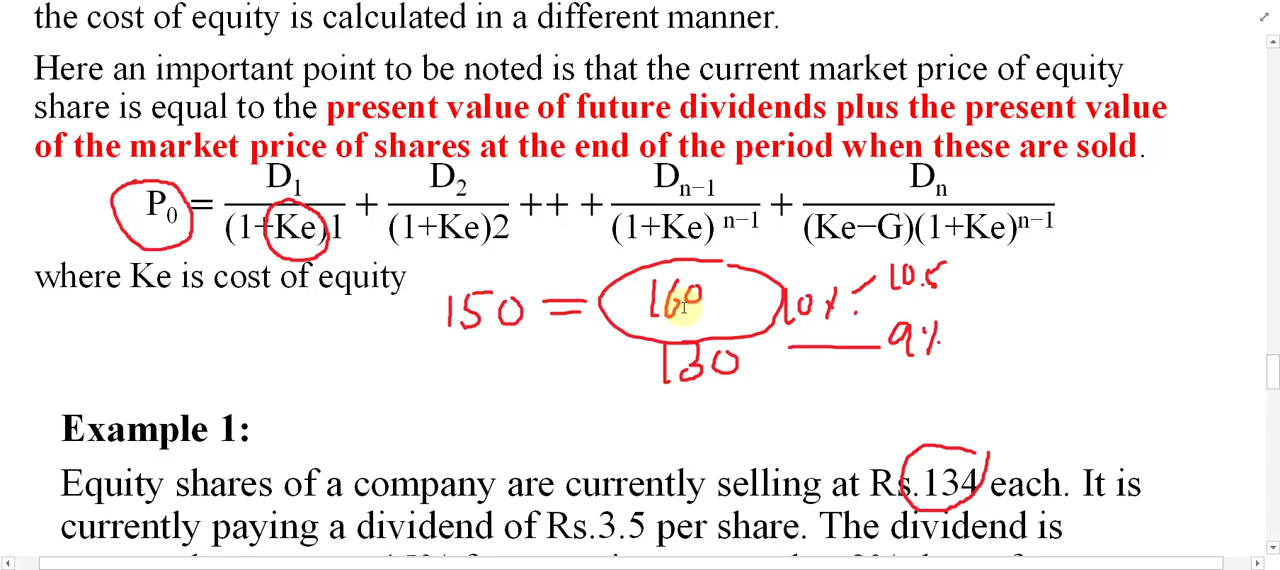 the cost of equity is calculated in a different manner.
Here an important point to be noted is that the current market price of equity
share is equal to the present value of future dividends plus the present value
of the market price of shares at the end of the period when these are sold.
P₀ = D₁/(1+Ke)1 + D₂/(1+Ke)2 ++ + Dₙ₋₁/(1+Ke) ⁿ⁻¹ + Dₙ/(Ke−G)(1+Ke)ⁿ⁻¹
where Ke is cost of equity
150 = 160 10%. 10.5
130 9%
Example 1:
Equity shares of a company are currently selling at Rs.134 each. It is
currently paying a dividend of Rs.3.5 per share. The dividend is